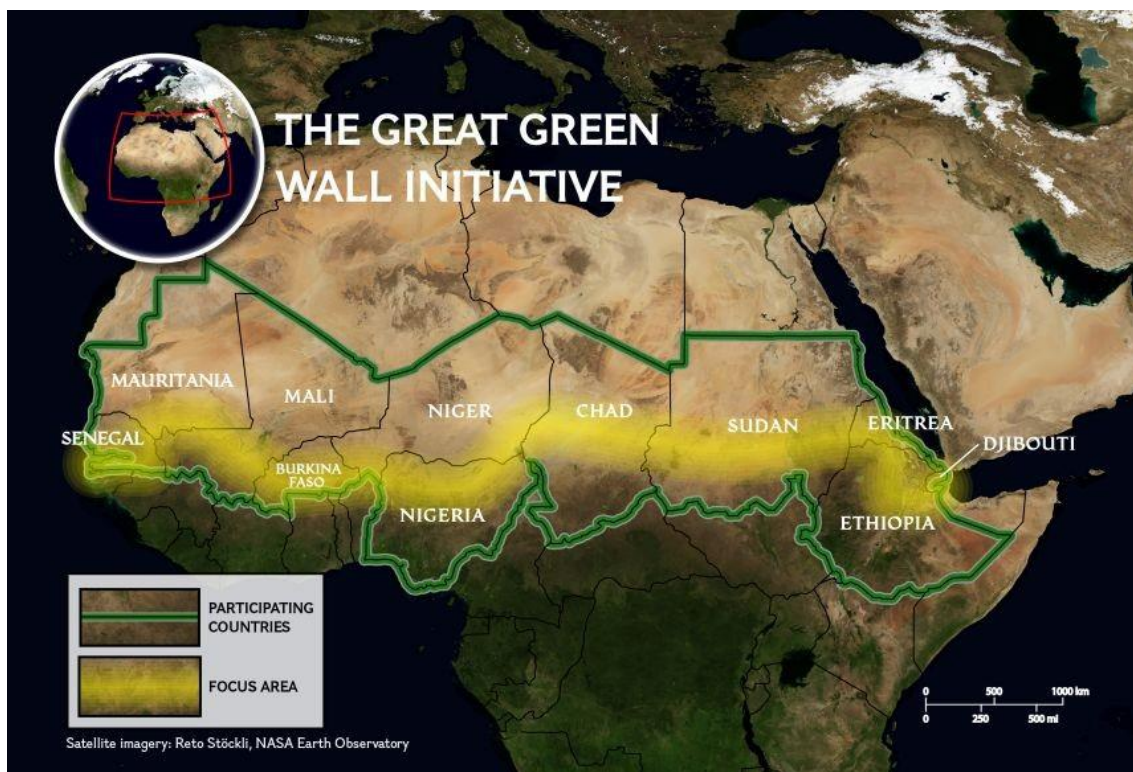 THE GREAT GREEN
WALL INITIATIVE
MAURITANIA
MALI
NIGER
CHAD
SUDAN
ERITREA
DJIBOUTI
SENEGAL
BURKINA
FASO
NIGERIA
ETHIOPIA
PARTICIPATING
COUNTRIES
FOCUS AREA
0 500 1000 km
0 250 500 mi
Satellite imagery: Reto Stöckli, NASA Earth Observatory